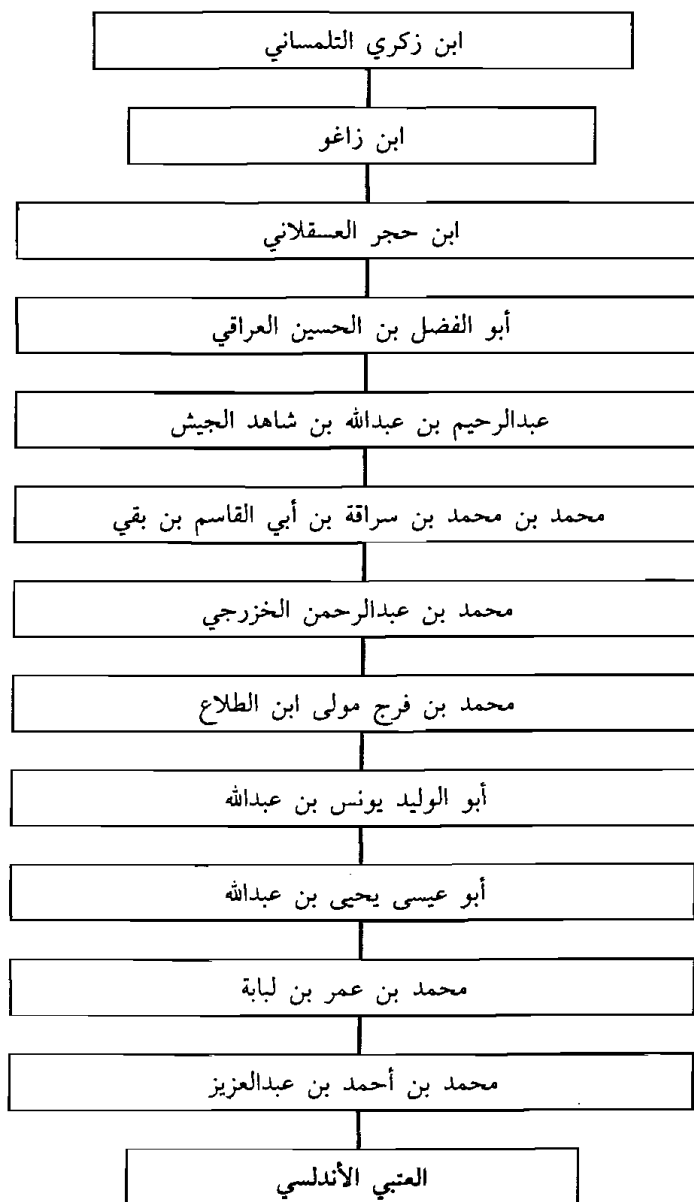 ابن زكري التلمساني
ابن زاغو
ابن حجر العسقلاني
أبو الفضل بن الحسين العراقي
عبدالرحيم بن عبدالله بن شاهد الجيش
محمد بن محمد بن سراقة بن أبي القاسم بن بقي
محمد بن عبدالرحمن الخزرجي
محمد بن فرج مولى ابن الطلاع
أبو الوليد يونس بن عبدالله
أبو عيسى يحيى بن عبدالله
محمد بن عمر بن لبابة
محمد بن أحمد بن عبدالعزيز
العتبي الأندلسي